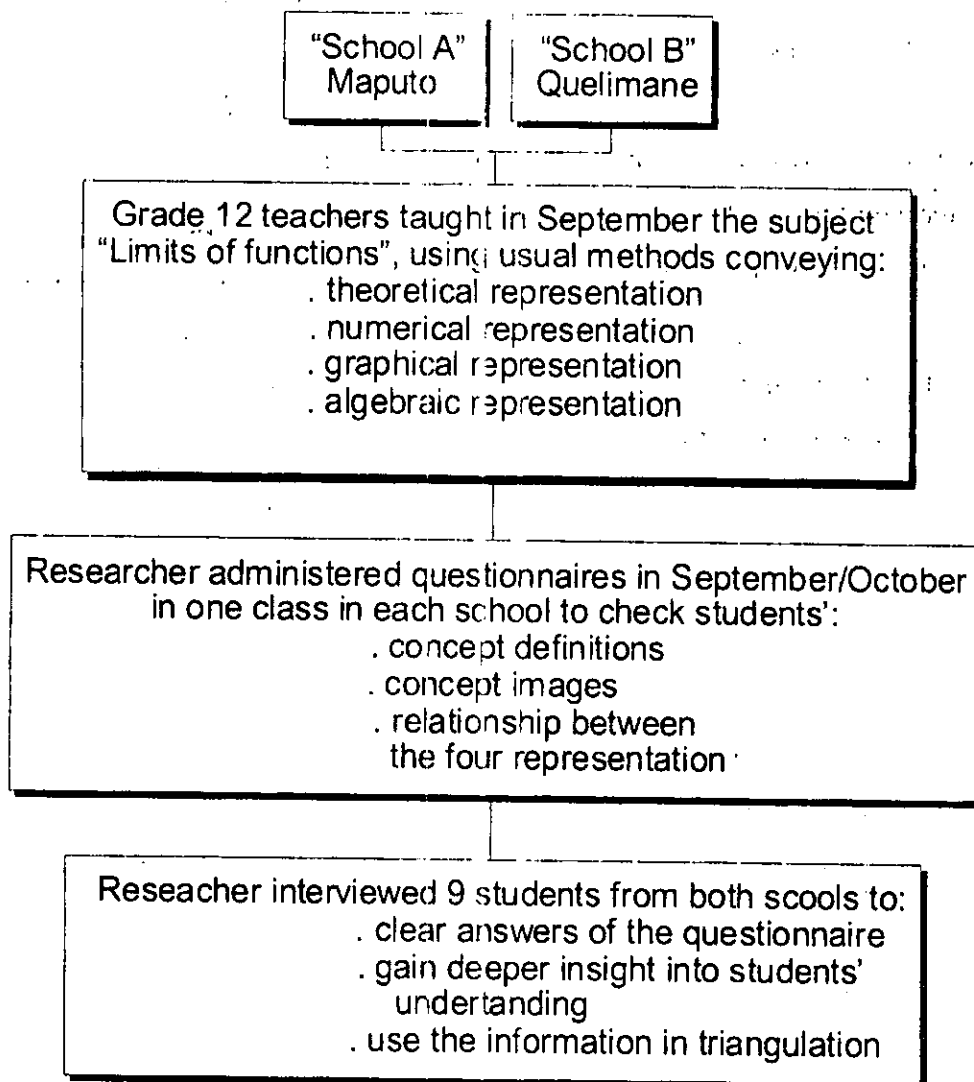 "School A"
Maputo
"School B"
Quelimane
Grade 12 teachers taught in September the subject
"Limits of functions", using usual methods conveying:
. theoretical representation
. numerical representation
. graphical representation
. algebraic representation
Researcher administered questionnaires in September/October
in one class in each school to check students':
. concept definitions
. concept images
. relationship between
the four representation
Reseacher interviewed 9 students from both scools to:
. clear answers of the questionnaire
. gain deeper insight into students'
undertanding
. use the information in triangulation